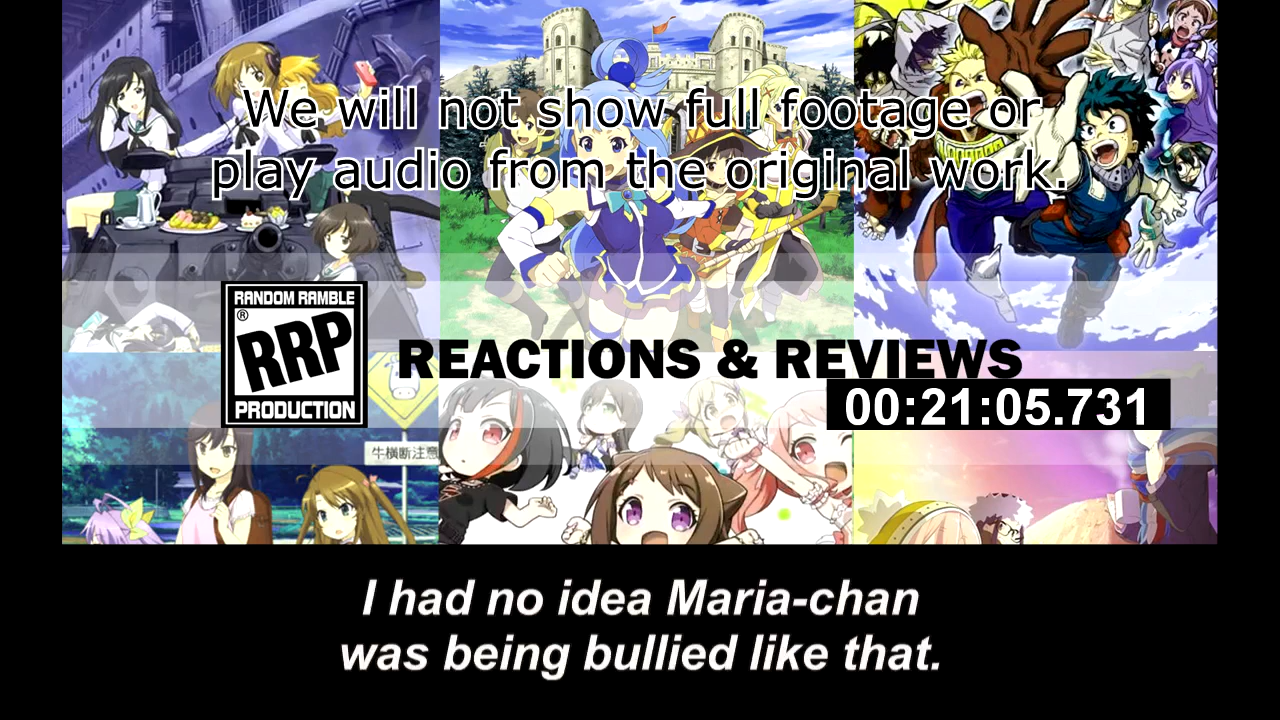 We will not show full footage or
play audio from the original work.
RANDOM RAMBLE
®
RRP
PRODUCTION
REACTIONS & REVIEWS
00:21:05.731
牛横断注意
I had no idea Maria-chan
was being bullied like that.